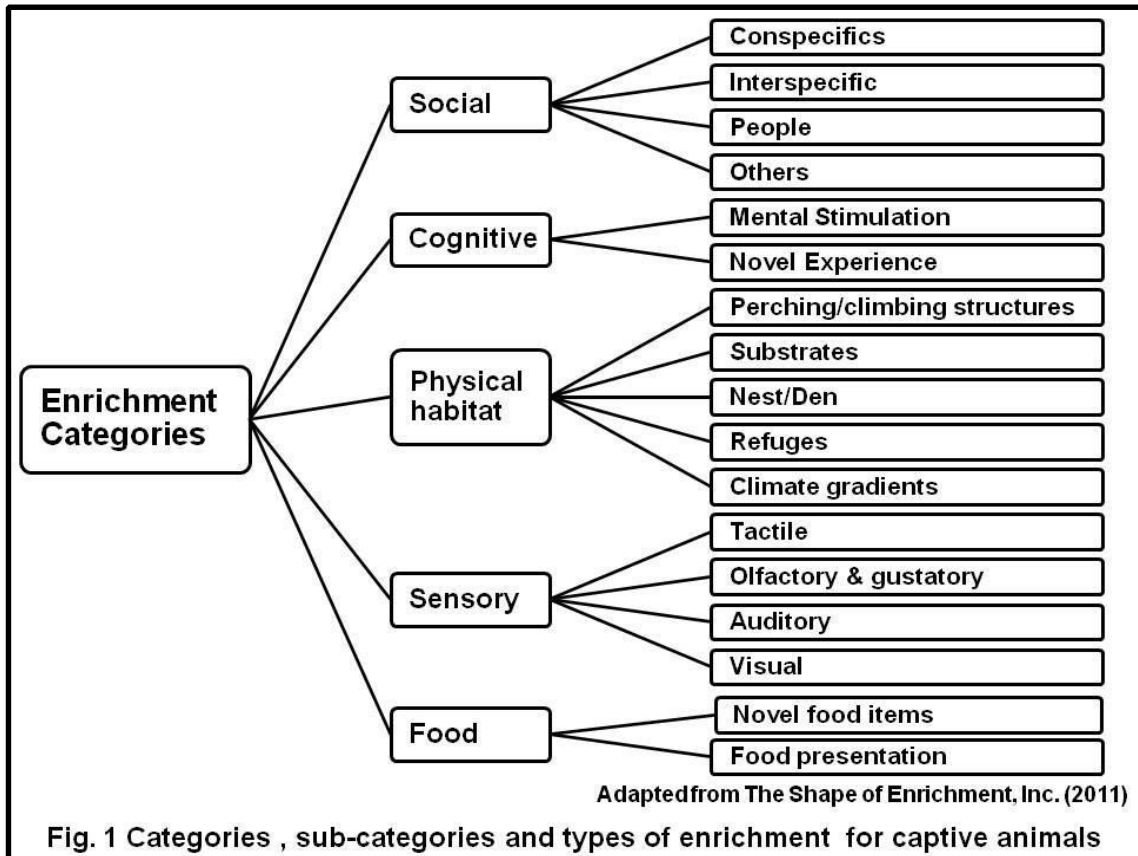 Enrichment
Categories
Social
Conspecifics
Interspecific
People
Others
Cognitive
Mental Stimulation
Novel Experience
Physical
habitat
Perching/climbing structures
Substrates
Nest/Den
Refuges
Climate gradients
Sensory
Tactile
Olfactory & gustatory
Auditory
Visual
Food
Novel food items
Food presentation
Adapted from The Shape of Enrichment, Inc. (2011)
Fig. 1 Categories , sub-categories and types of enrichment for captive animals